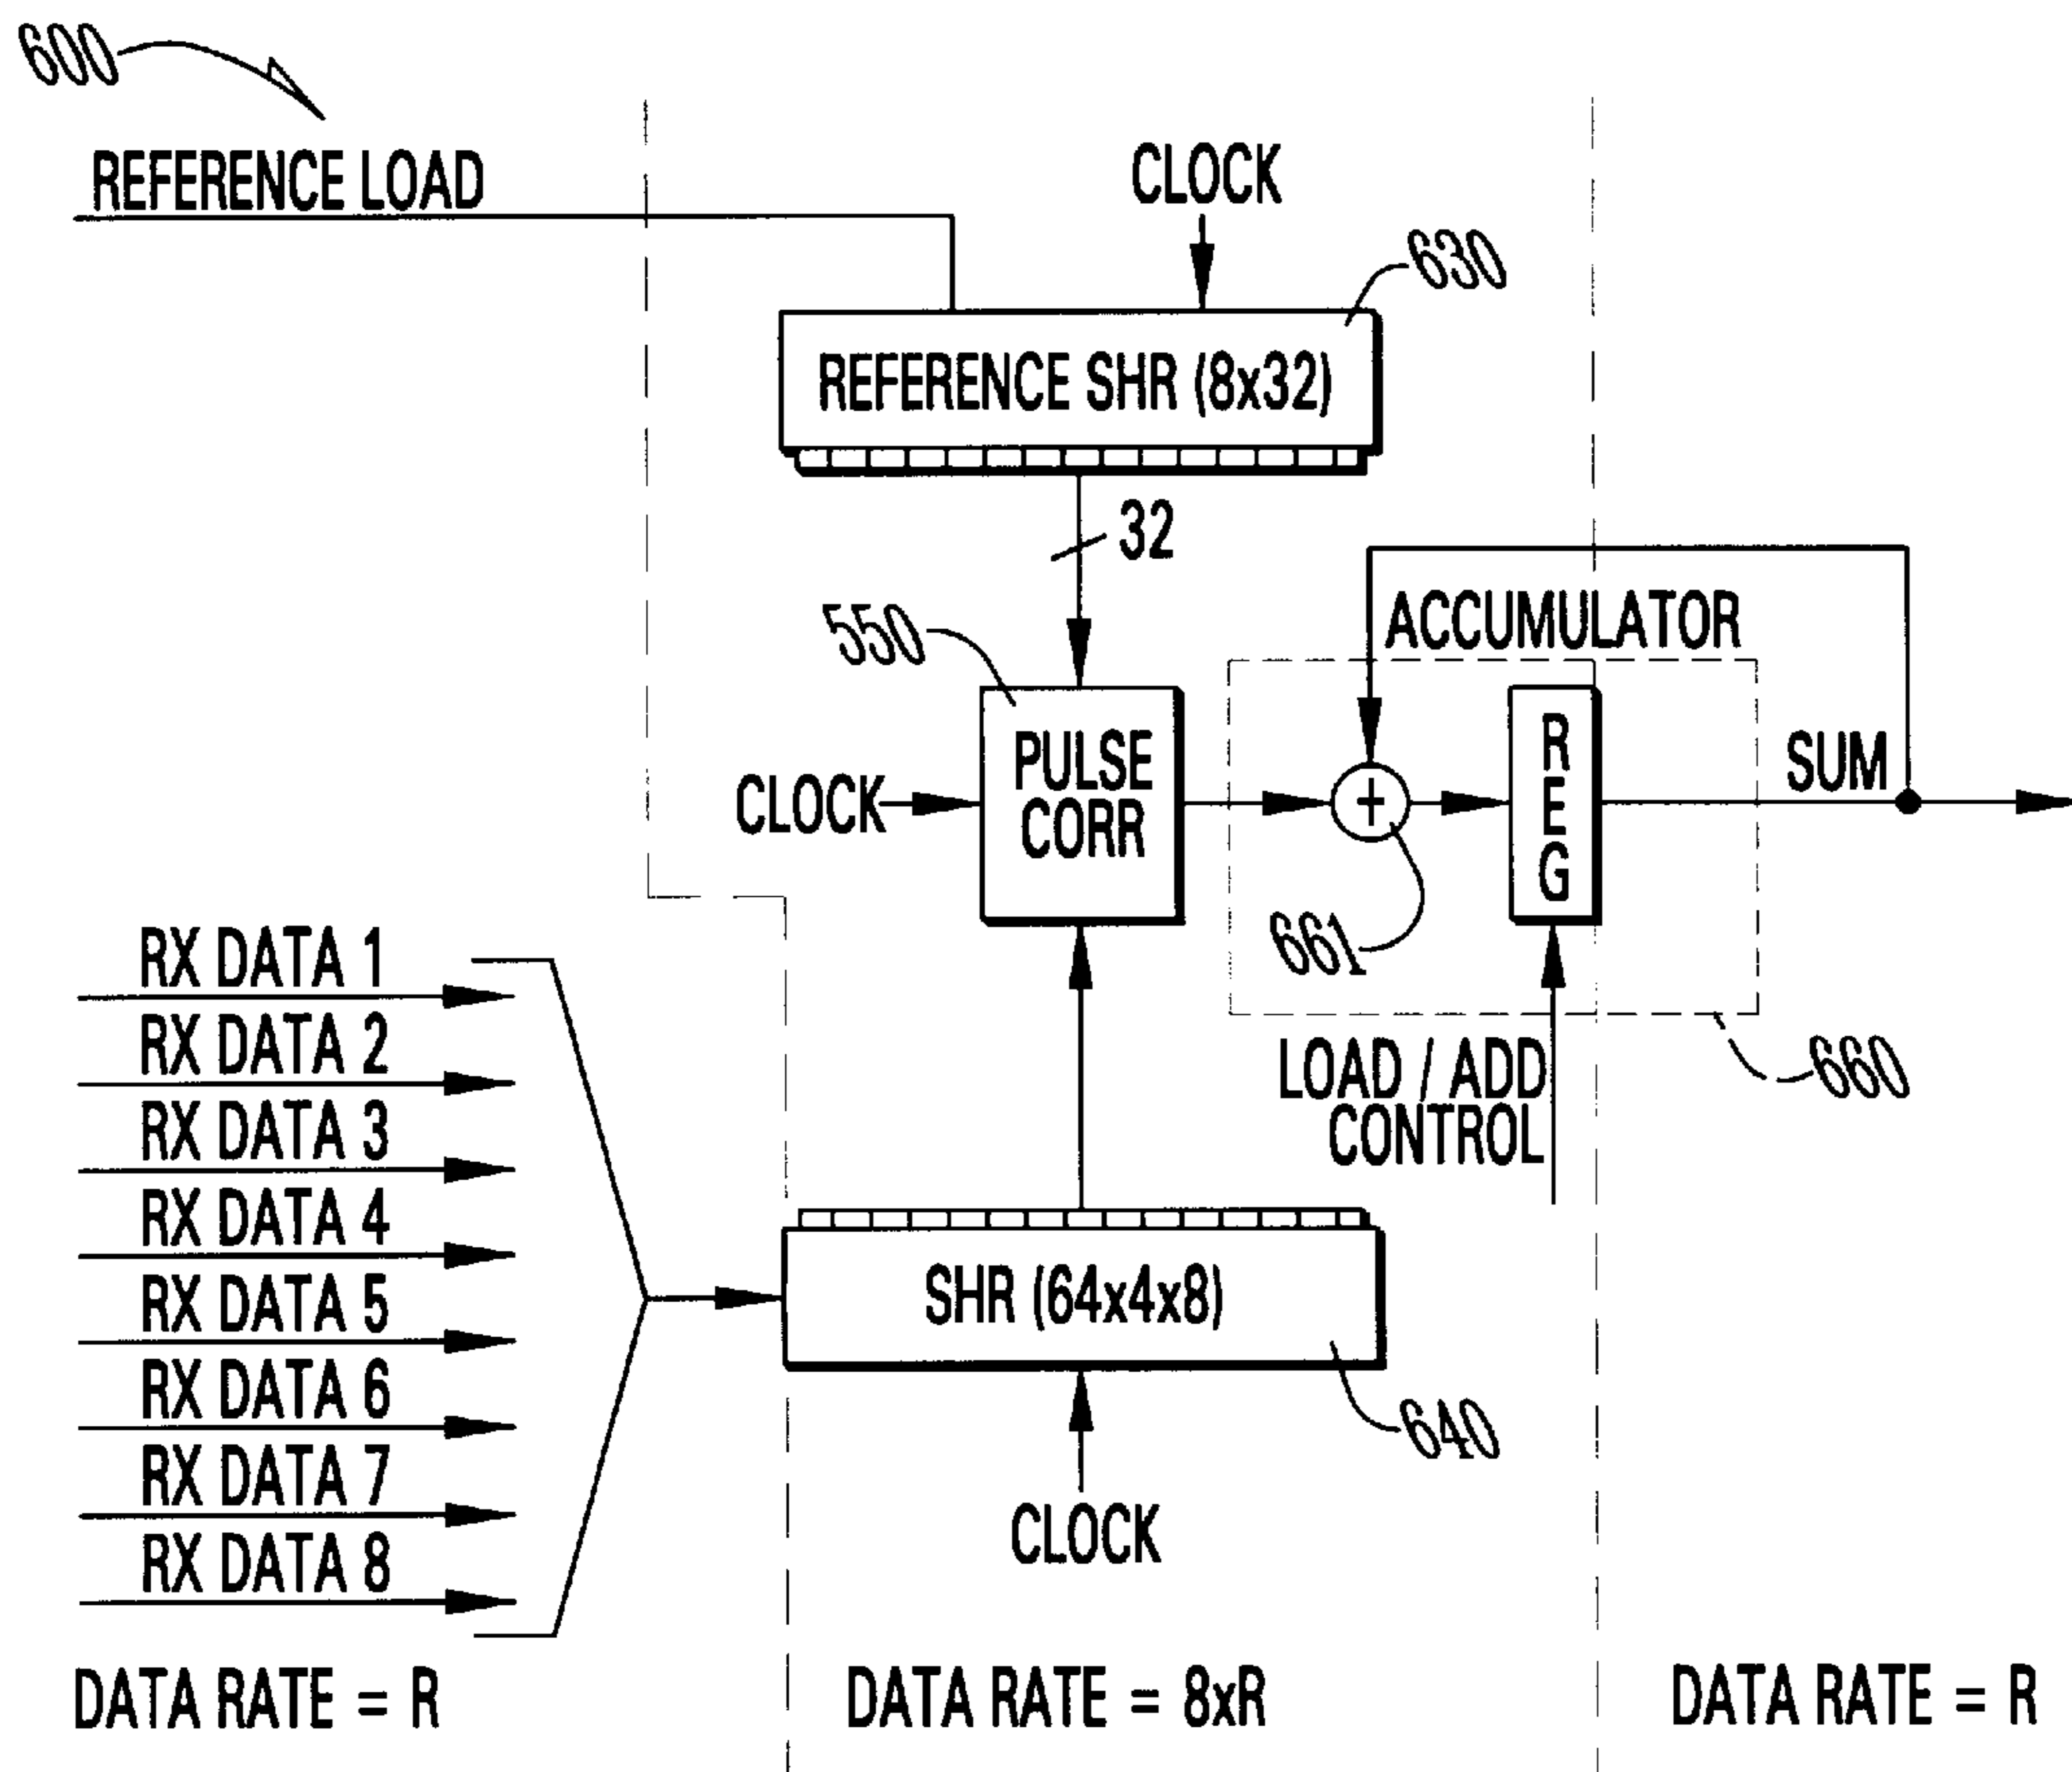 600
REFERENCE LOAD
CLOCK
630
REFERENCE SHR (8x32)
32
550
ACCUMULATOR
PULSE
CORR
CLOCK
+
REG
SUM
661
LOAD / ADD
CONTROL
660
RX DATA 1
RX DATA 2
RX DATA 3
RX DATA 4
RX DATA 5
RX DATA 6
RX DATA 7
RX DATA 8
SHR (64x4x8)
640
CLOCK
DATA RATE = R
DATA RATE = 8xR
DATA RATE = R